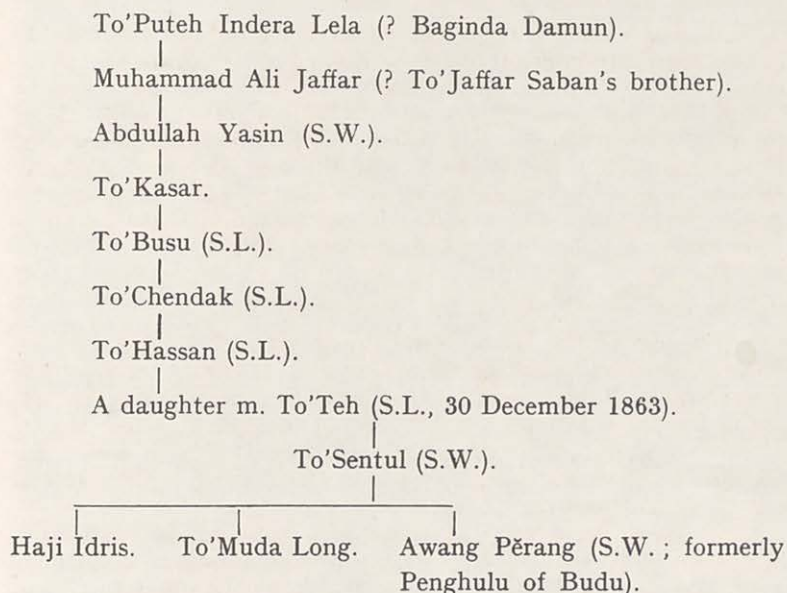 To'Puteh Indera Lela (? Baginda Damun).
Muhammad Ali Jaffar (? To'Jaffar Saban's brother).
Abdullah Yasin (S.W.).
To'Kasar.
To'Busu (S.L.).
To'Chendak (S.L.).
To'Hassan (S.L.).
A daughter m. To'Teh (S.L., 30 December 1863).
To'Sentul (S.W.).
Haji Idris. To'Muda Long. Awang Pĕrang (S.W. ; formerly
Penghulu of Budu).